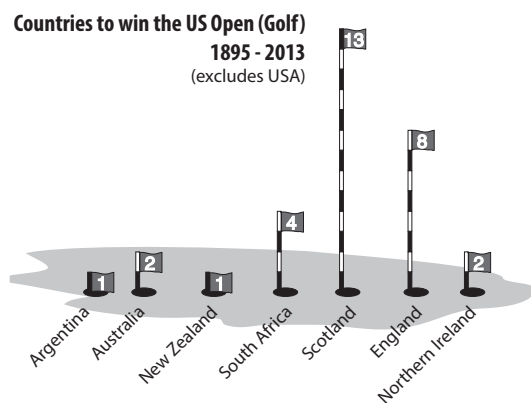 Countries to win the US Open (Golf)
1895 - 2013
(excludes USA)
13
8
4
2
2
1
1
Argentina
Australia
New Zealand
South Africa
Scotland
England
Northern Ireland